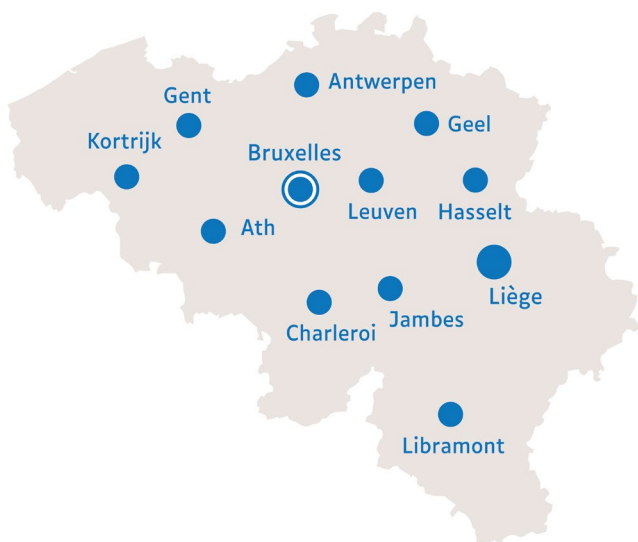 Antwerpen
Gent
Geel
Kortrijk
Bruxelles
Leuven
Hasselt
Ath
Liège
Jambes
Charleroi
Libramont